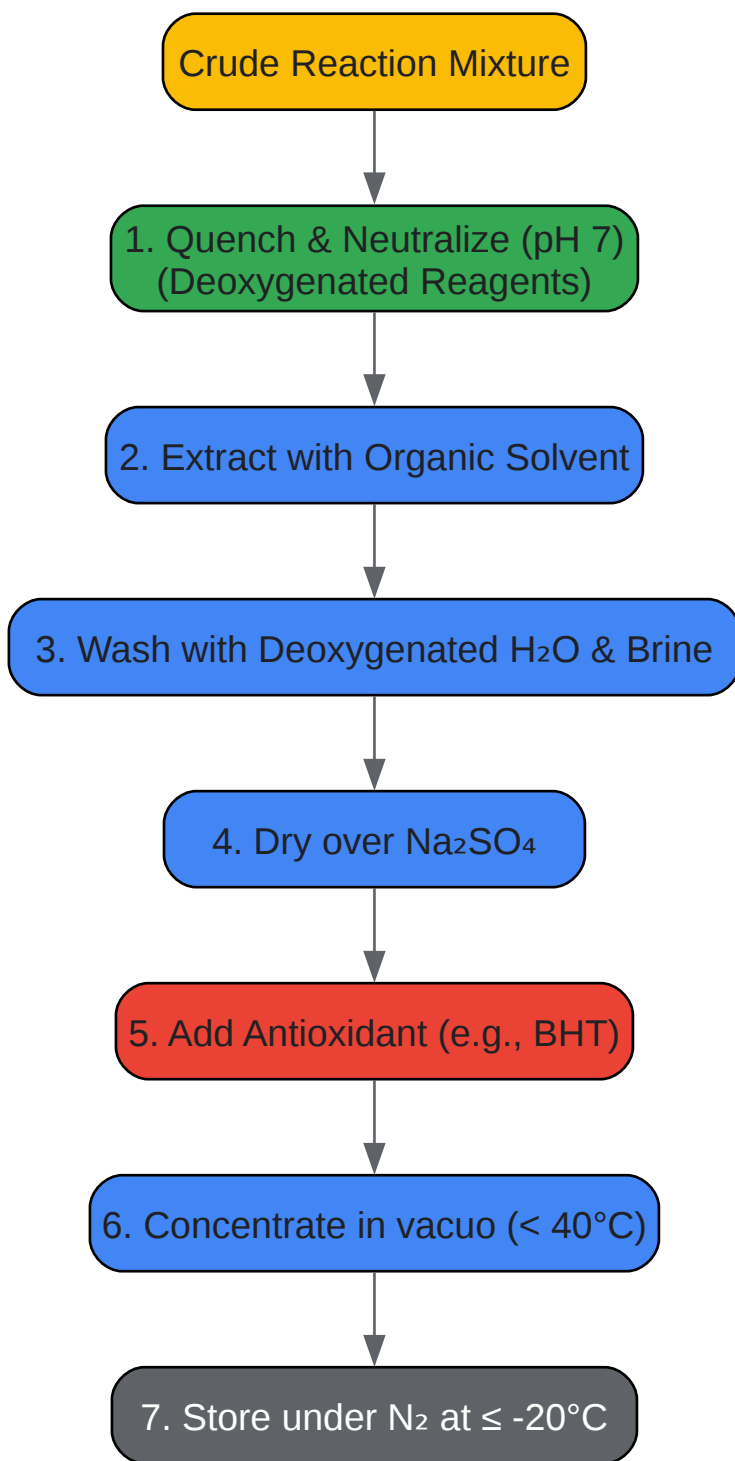 Crude Reaction Mixture
1. Quench & Neutralize (pH 7)
(Deoxygenated Reagents)
2. Extract with Organic Solvent
3. Wash with Deoxygenated H₂O & Brine
4. Dry over Na₂SO₄
5. Add Antioxidant (e.g., BHT)
6. Concentrate in vacuo (< 40°C)
7. Store under N₂ at ≤ -20°C